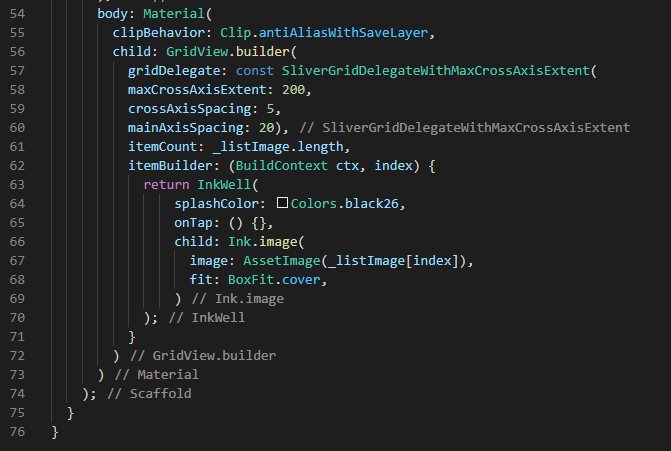 54 body: Material(
55 clipBehavior: Clip.antiAliasWithSaveLayer,
56 child: GridView.builder(
57 gridDelegate: const SliverGridDelegateWithMaxCrossAxisExtent(
58 maxCrossAxisExtent: 200,
59 crossAxisSpacing: 5,
60 mainAxisSpacing: 20), // SliverGridDelegateWithMaxCrossAxisExtent
61 itemCount: _listImage.length,
62 itemBuilder: (BuildContext ctx, index) {
63 return InkWell(
64 splashColor: Colors.black26,
65 onTap: () {},
66 child: Ink.image(
67 image: AssetImage(_listImage[index]),
68 fit: BoxFit.cover,
69 ) // Ink.image
70 ); // InkWell
71 }
72 ) // GridView.builder
73 ) // Material
74 ); // Scaffold
75 }
76 }